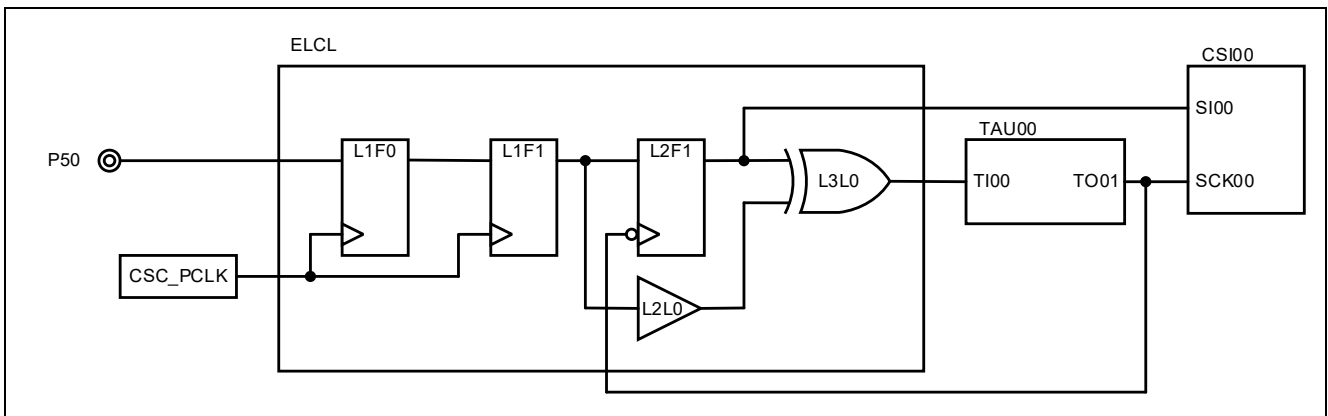 ELCL
CSI00
SI00
TAU00
P50
L1F0
L1F1
L2F1
L3L0
TI00
TO01
SCK00
CSC_PCLK
L2L0